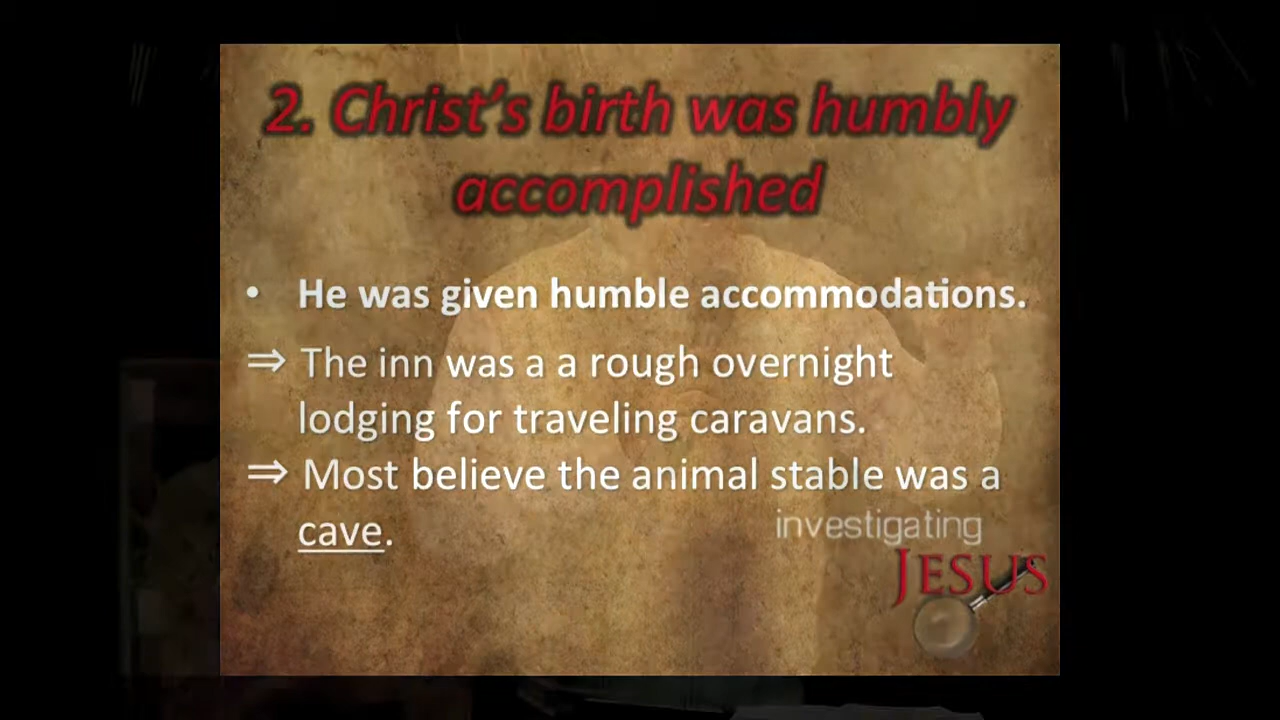 2. Christ's birth was humbly
accomplished
• He was given humble accommodations.
⇒ The inn was a a rough overnight
lodging for traveling caravans.
⇒ Most believe the animal stable was a
cave.
investigating
JESUS